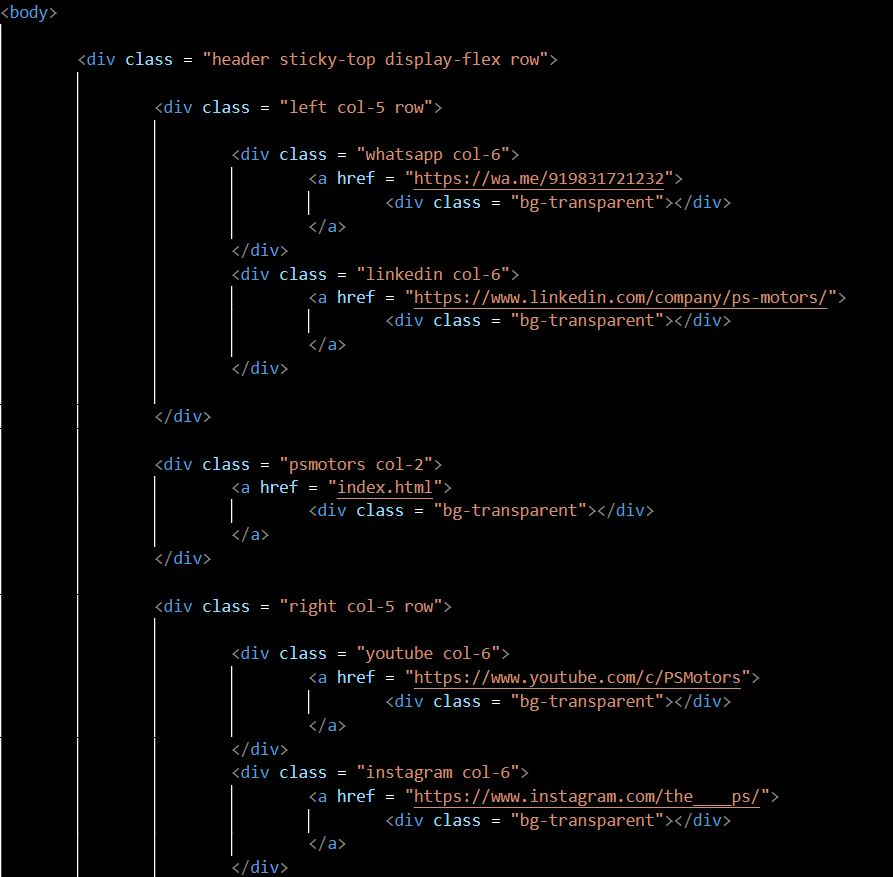 <body>
<div class = "header sticky-top display-flex row">
<div class = "left col-5 row">
<div class = "whatsapp col-6">
<a href = "https://wa.me/919831721232">
<div class = "bg-transparent"></div>
</a>
</div>
<div class = "linkedin col-6">
<a href = "https://www.linkedin.com/company/ps-motors/">
<div class = "bg-transparent"></div>
</a>
</div>
</div>
<div class = "psmotors col-2">
<a href = "index.html">
<div class = "bg-transparent"></div>
</a>
</div>
<div class = "right col-5 row">
<div class = "youtube col-6">
<a href = "https://www.youtube.com/c/PSMotors">
<div class = "bg-transparent"></div>
</a>
</div>
<div class = "instagram col-6">
<a href = "https://www.instagram.com/the____ps/">
<div class = "bg-transparent"></div>
</a>
</div>